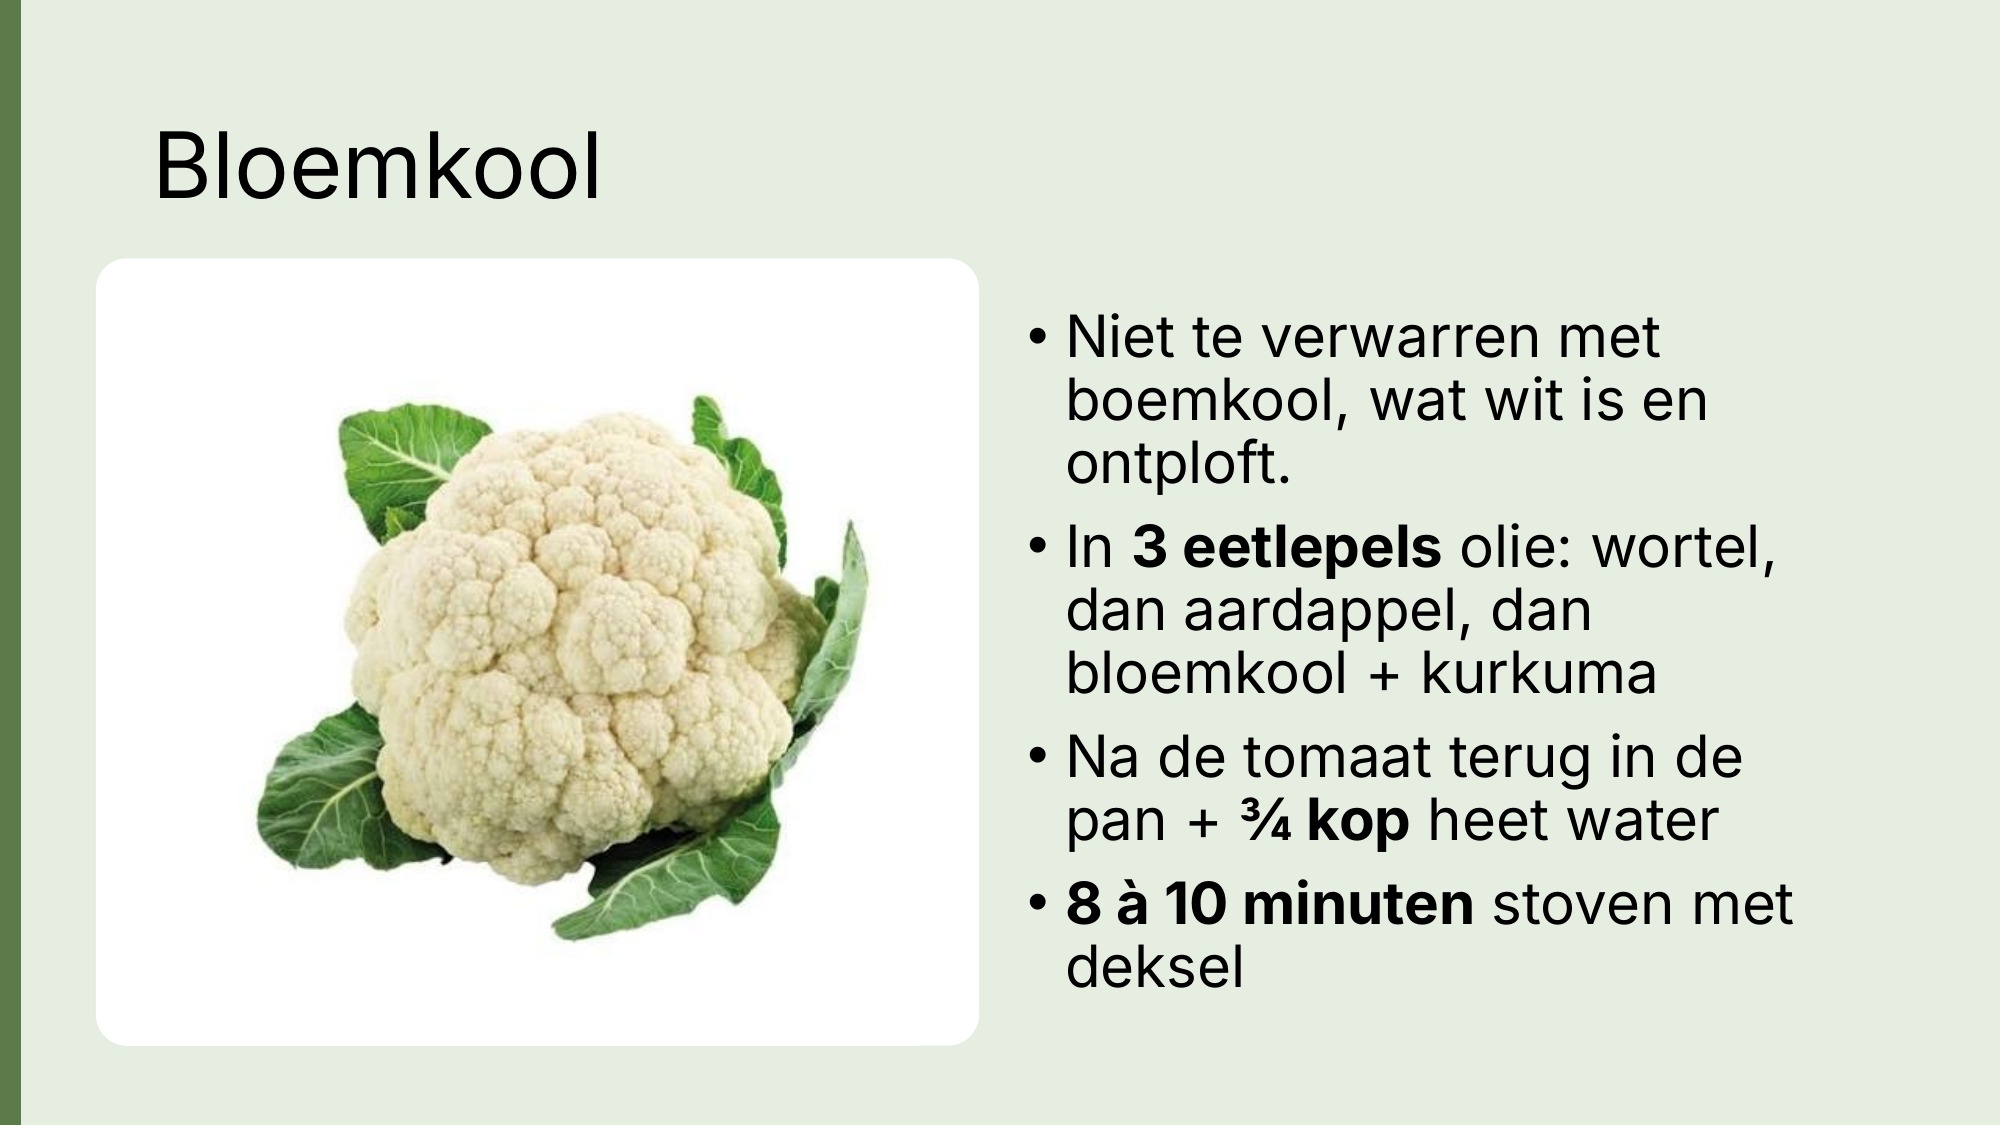 Bloemkool
• Niet te verwarren met
boemkool, wat wit is en
ontploft.
• In 3 eetlepels olie: wortel,
dan aardappel, dan
bloemkool + kurkuma
• Na de tomaat terug in de
pan + ¾ kop heet water
• 8 à 10 minuten stoven met
deksel